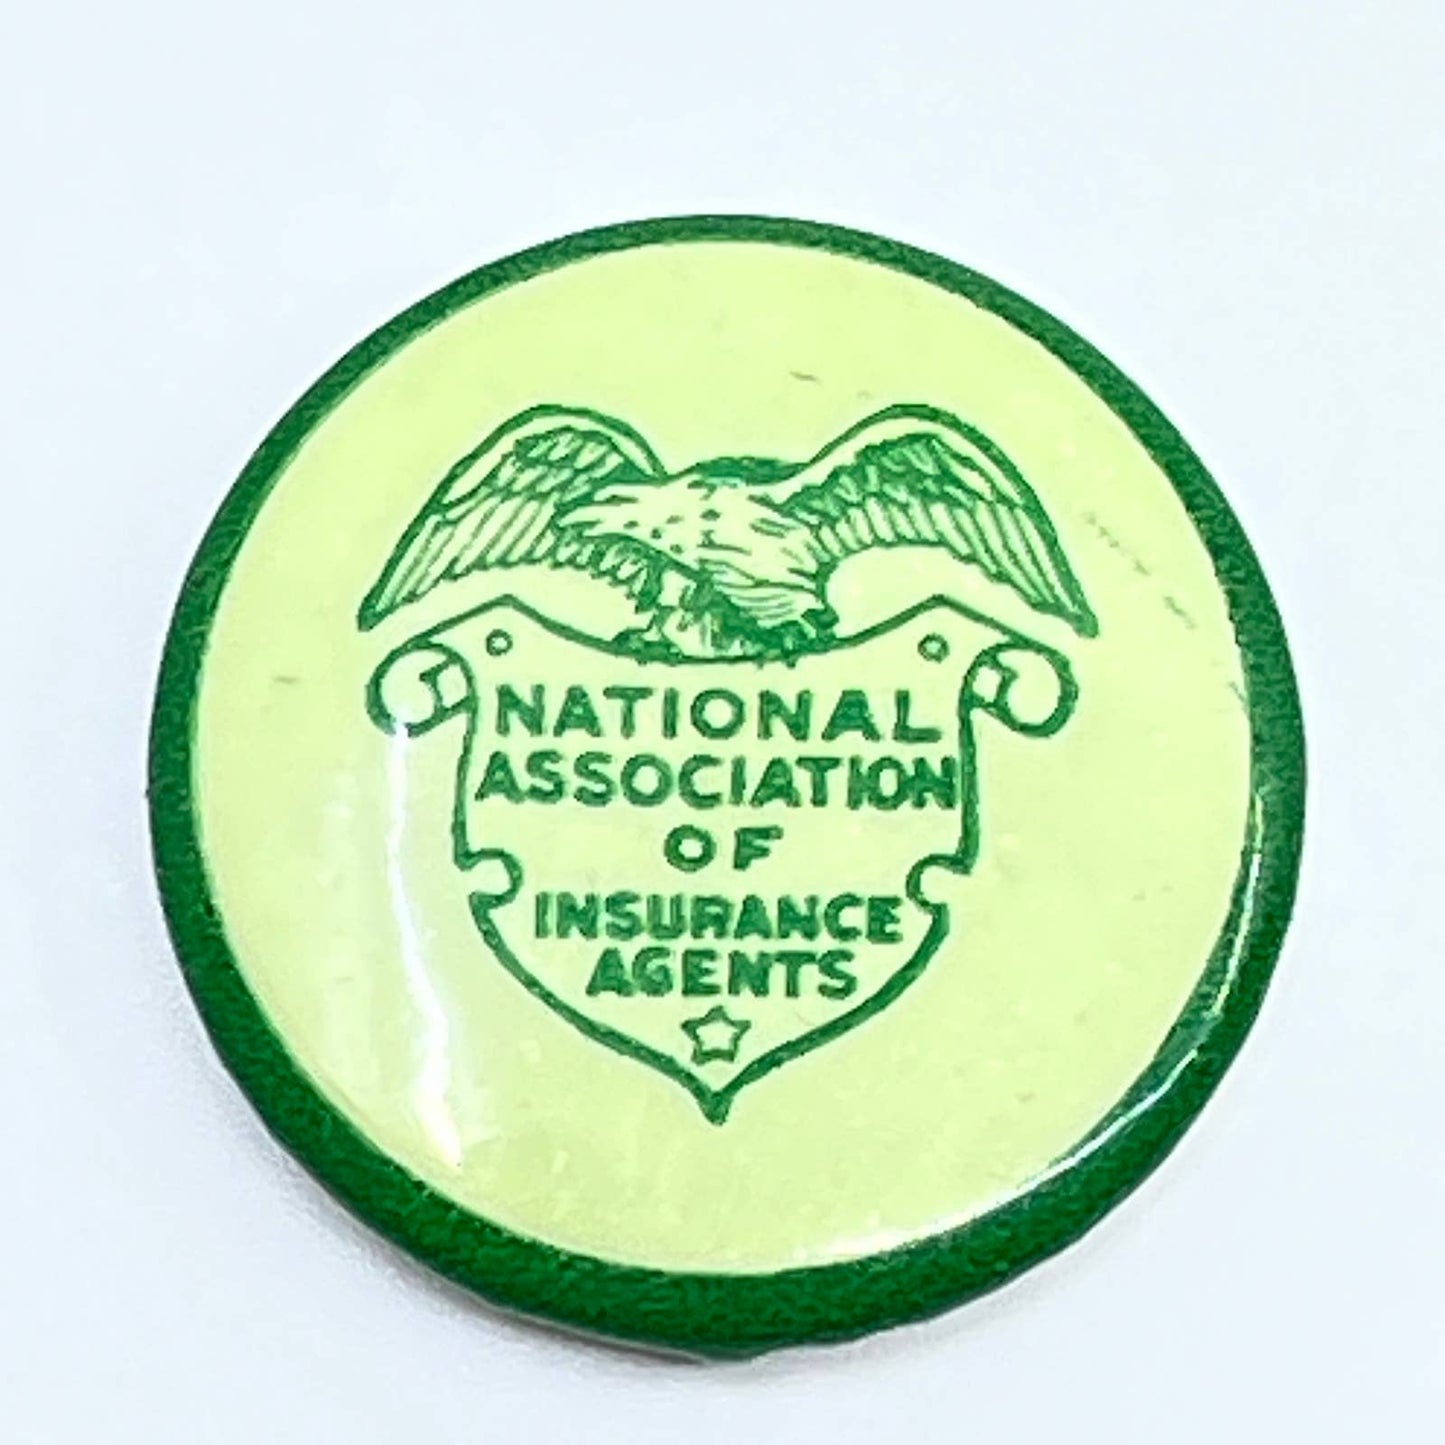 NATIONAL
ASSOCIATION
OF
INSURANCE
AGENTS